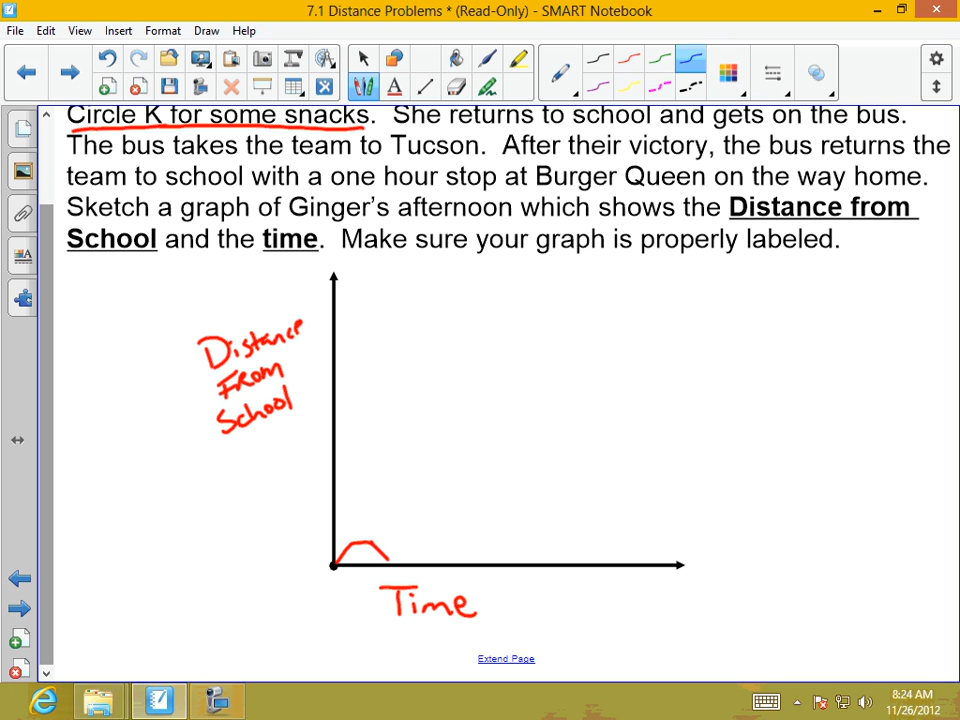 7.1 Distance Problems * (Read-Only) - SMART Notebook
File Edit View Insert Format Draw Help
Circle K for some snacks. She returns to school and gets on the bus.
The bus takes the team to Tucson. After their victory, the bus returns the
team to school with a one hour stop at Burger Queen on the way home.
Sketch a graph of Ginger's afternoon which shows the Distance from
School and the time. Make sure your graph is properly labeled.
Distance
From
School
Time
Extend Page
8:24 AM
11/26/2012